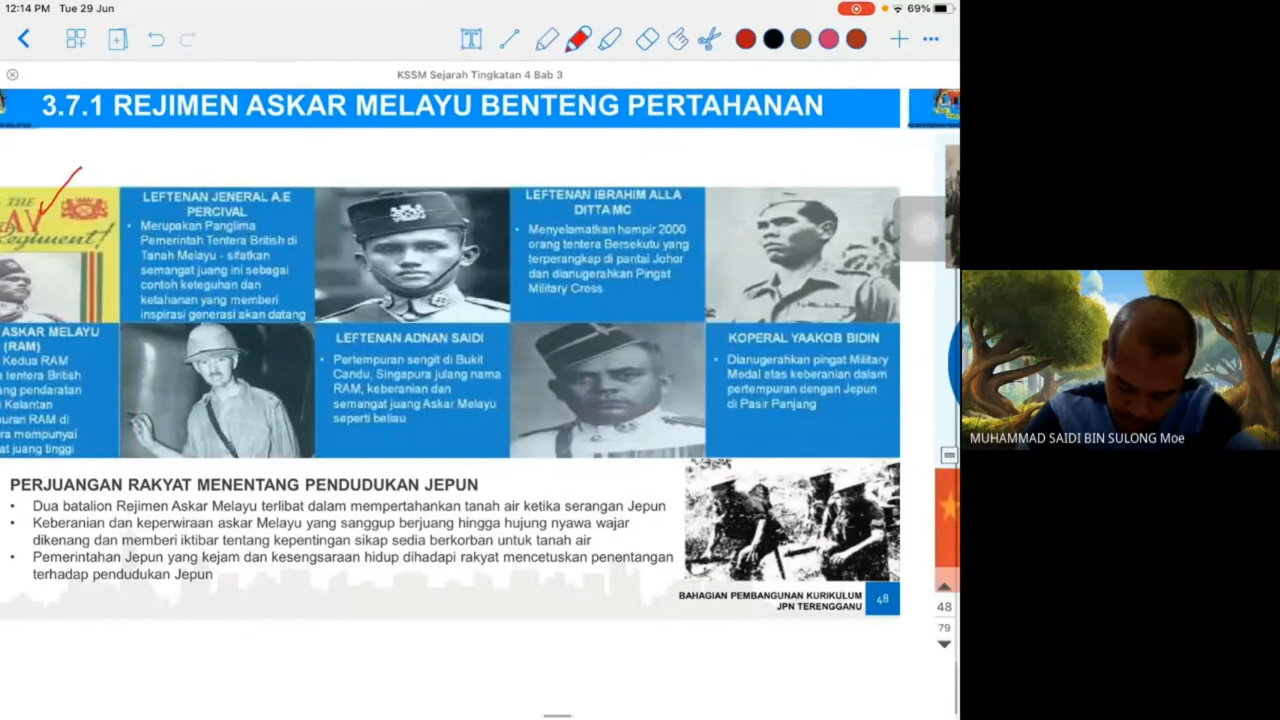 12:14 PM Tue 29 Jun
69%
KSSM Sejarah Tingkatan 4 Bab 3
3.7.1 REJIMEN ASKAR MELAYU BENTENG PERTAHANAN
THE
AY
Regiment!
LEFTENAN JENERAL A.E
PERCIVAL
• Merupakan Panglima
Pemerintah Tentera British di
Tanah Melayu - sifatkan
semangat juang ini sebagai
contoh keteguhan dan
ketahanan yang memberi
inspirasi generasi akan datang
LEFTENAN IBRAHIM ALLA
DITTA MC
• Menyelamatkan hampir 2000
orang tentera Bersekutu yang
terperangkap di pantai Johor
dan dianugerahkan Pingat
Military Cross
ASKAR MELAYU
(RAM)
Kedua RAM
tentera British
ang pendaratan
Kelantan
uran RAM di
ra mempunyai
at juang tinggi
LEFTENAN ADNAN SAIDI
• Pertempuran sengit di Bukit
Candu, Singapura julang nama
RAM, keberanian dan
semangat juang Askar Melayu
seperti beliau
KOPERAL YAAKOB BIDIN
• Dianugerahkan pingat Military
Medal atas keberanian dalam
pertempuran dengan Jepun
di Pasir Panjang
PERJUANGAN RAKYAT MENENTANG PENDUDUKAN JEPUN
• Dua batalion Rejimen Askar Melayu terlibat dalam mempertahankan tanah air ketika serangan Jepun
• Keberanian dan keperwiraan askar Melayu yang sanggup berjuang hingga hujung nyawa wajar
dikenang dan memberi iktibar tentang kepentingan sikap sedia berkorban untuk tanah air
• Pemerintahan Jepun yang kejam dan kesengsaraan hidup dihadapi rakyat mencetuskan penentangan
terhadap pendudukan Jepun
BAHAGIAN PEMBANGUNAN KURIKULUM
JPN TERENGGANU
48
48
79
MUHAMMAD SAIDI BIN SULONG Moe